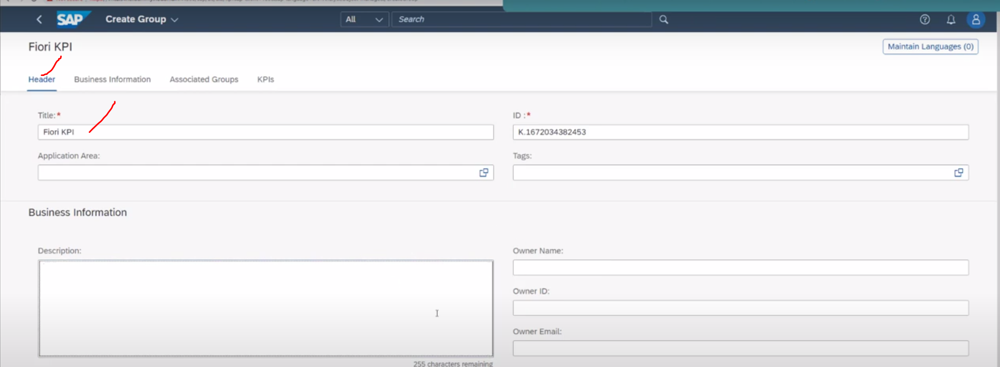 SAP Create Group All Search
Fiori KPI Maintain Languages (0)
Header Business Information Associated Groups KPIs
Title:* ID :*
Fiori KPI K.1672034382453
Application Area: Tags:
Business Information
Description: Owner Name:
Owner ID:
Owner Email:
255 characters remaining